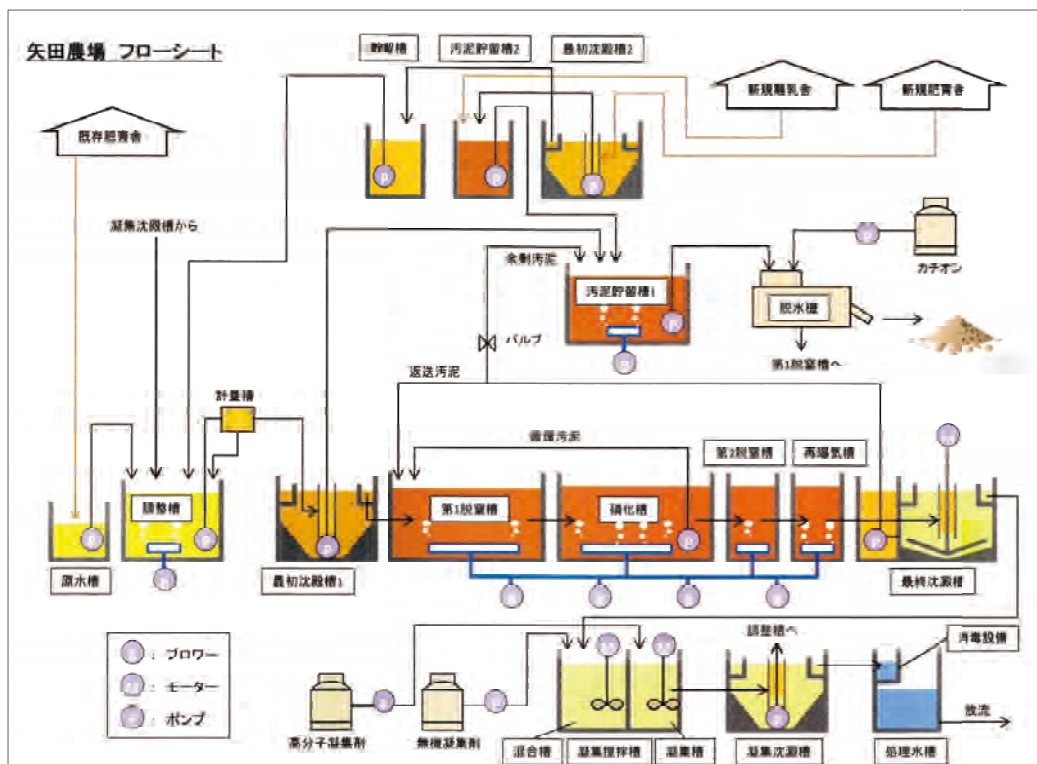 矢田農場 フローシート
貯留槽
汚泥貯留槽2
最初沈殿槽2
新規離乳舎
新規肥育舎
既存肥育舎
凝集沈殿槽から
余剰汚泥
汚泥貯留槽1
P
カチオン
脱水機
バルブ
第1脱窒槽へ
返送汚泥
計量槽
循環汚泥
第2脱窒槽
再曝気槽
調整槽
第1脱窒槽
硝化槽
原水槽
最初沈殿槽1
最終沈殿槽
調整槽へ
消毒設備
B : ブロワー
M : モーター
P : ポンプ
高分子凝集剤
無機凝集剤
混合槽
凝集撹拌槽
凝集槽
凝集沈殿槽
処理水槽
放流